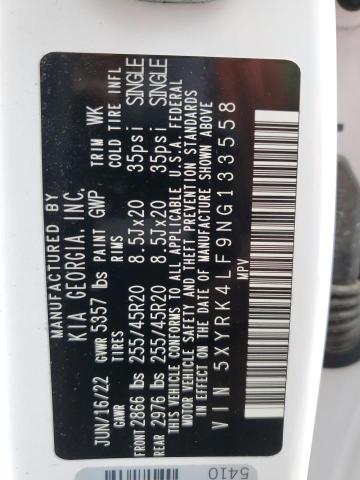 MANUFACTURED BY
KIA GEORGIA, INC.
JUN/16/22 GVWR 5357 lbs PAINT GWP TRIM WK
GAWR TIRES RIMS COLD TIRE INFL
FRONT 2866 lbs 255/45R20 8.5Jx20 35psi SINGLE
REAR 2976 lbs 255/45R20 8.5Jx20 35psi SINGLE
THIS VEHICLE CONFORMS TO ALL APPLICABLE U.S.A. FEDERAL
MOTOR VEHICLE SAFETY, BUMPER, AND THEFT PREVENTION
STANDARDS IN EFFECT ON THE DATE OF MANUFACTURE SHOWN ABOVE
VIN 5XYRK4LF9NG133558
MPV
5410